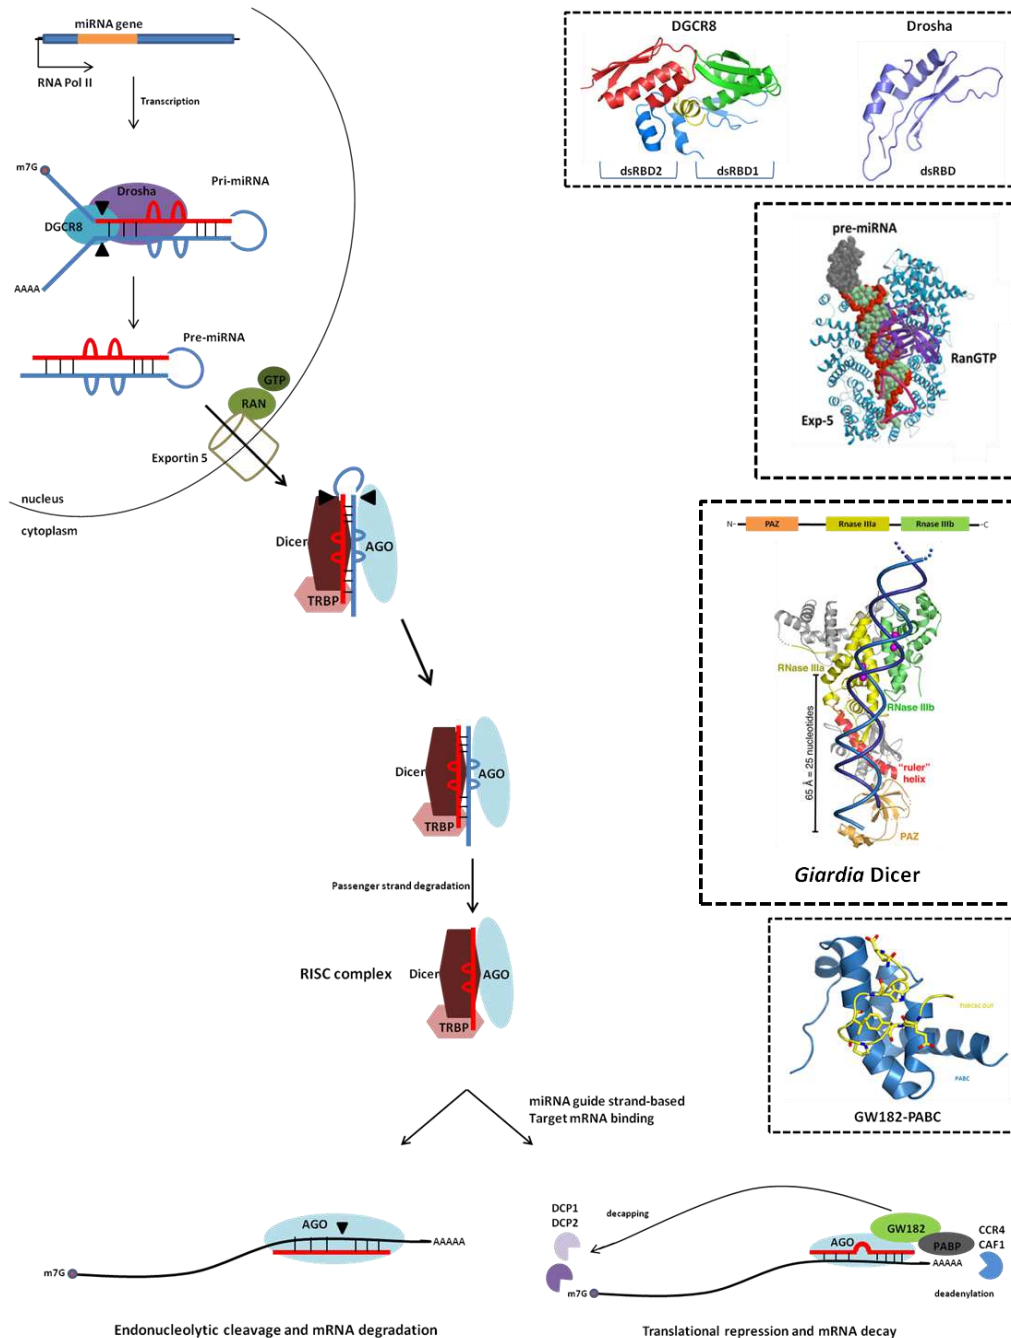 miRNA gene
RNA Pol II
Transcription
m7G
Drosha
Pri-miRNA
DGCR8
AAAA
Pre-miRNA
GTP
RAN
Exportin 5
nucleus
cytoplasm
Dicer
AGO
TRBP
Dicer
AGO
TRBP
Passenger strand degradation
RISC complex
Dicer
AGO
TRBP
miRNA guide strand-based
Target mRNA binding
AGO
AAAAA
m7G
Endonucleolytic cleavage and mRNA degradation
DCP1
DCP2
decapping
GW182
AGO
PABP
CCR4
CAF1
AAAAA
m7G
deadenylation
Translational repression and mRNA decay
DGCR8
Drosha
dsRBD2
dsRBD1
dsRBD
pre-miRNA
RanGTP
Exp-5
N-
PAZ
Rnase IIIa
Rnase IIIb
-C
RNase IIIa
RNase IIIb
65 Å = 25 nucleotides
"ruler"
helix
PAZ
Giardia Dicer
PABC
GW182-PABC